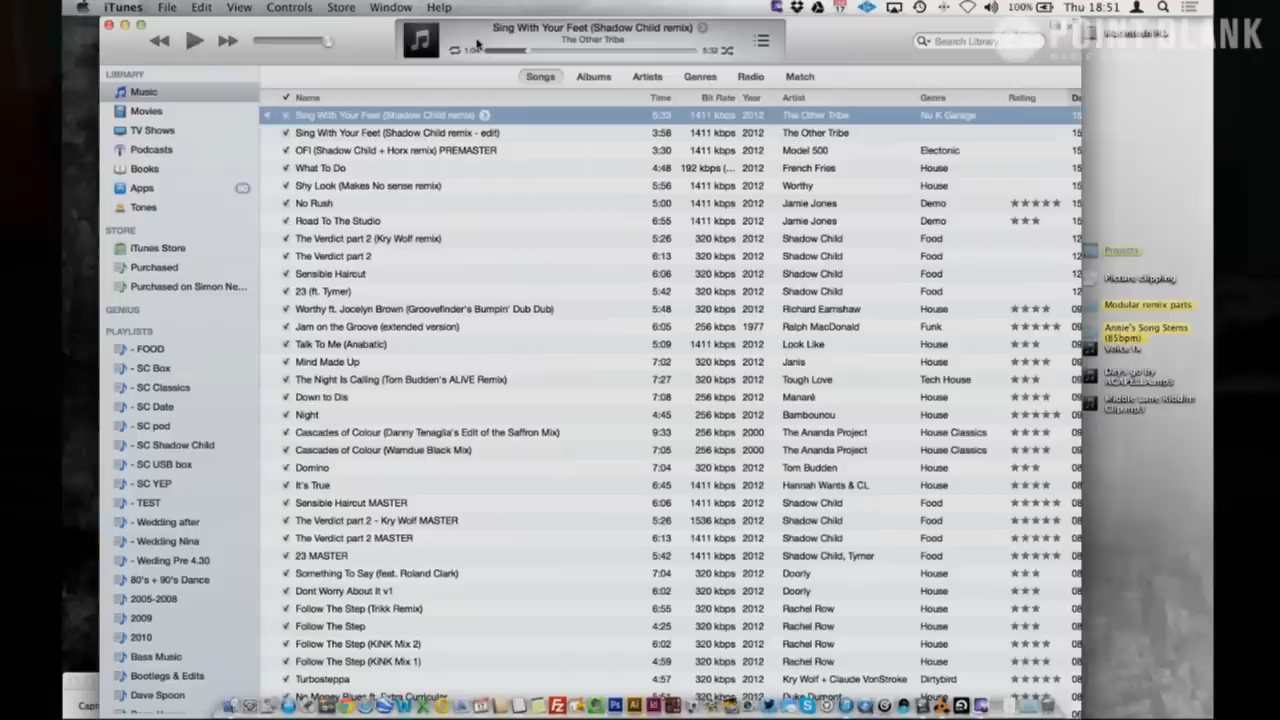 iTunes File Edit View Controls Store Window Help 17 100% Thu 18:51
POINT BLANK
Sing With Your Feet (Shadow Child remix)
The Other Tribe
1:04 5:32
Search Library
LIBRARY
Music
Movies
TV Shows
Podcasts
Books
Apps
Tones
STORE
iTunes Store
Purchased
Purchased on Simon Ne...
GENIUS
PLAYLISTS
- FOOD
- SC Box
- SC Classics
- SC Date
- SC pod
- SC Shadow Child
- SC USB box
- SC YEP
- TEST
- Wedding after
- Wedding Nina
- Weding Pre 4.30
80's + 90's Dance
2005-2008
2009
2010
Bass Music
Bootlegs & Edits
Dave Spoon
Songs Albums Artists Genres Radio Match
Name Time Bit Rate Year Artist Genre Rating
Sing With Your Feet (Shadow Child remix) 5:33 1411 kbps 2012 The Other Tribe Nu K Garage
Sing With Your Feet (Shadow Child remix - edit) 3:58 1411 kbps 2012 The Other Tribe
OFI (Shadow Child + Horx remix) PREMASTER 3:30 1411 kbps 2012 Model 500 Electronic
What To Do 4:48 192 kbps (... 2012 French Fries House
Shy Look (Makes No sense remix) 5:56 1411 kbps 2012 Worthy House
No Rush 5:00 1411 kbps 2012 Jamie Jones Demo ★★★★★
Road To The Studio 6:55 1411 kbps 2012 Jamie Jones Demo ★★★
The Verdict part 2 (Kry Wolf remix) 5:26 320 kbps 2012 Shadow Child Food
The Verdict part 2 6:13 320 kbps 2012 Shadow Child Food
Sensible Haircut 6:06 320 kbps 2012 Shadow Child Food
23 (ft. Tymer) 5:42 320 kbps 2012 Shadow Child Food
Worthy ft. Jocelyn Brown (Groovefinder's Bumpin' Dub Dub) 5:48 320 kbps 2012 Richard Earnshaw House ★★★★
Jam on the Groove (extended version) 6:05 256 kbps 1977 Ralph MacDonald Funk ★★★★★
Talk To Me (Anabatic) 5:09 320 kbps 2012 Look Like House ★★★
Mind Made Up 7:02 320 kbps 2012 Janis House ★★★★
The Night Is Calling (Tom Budden's ALiVE Remix) 7:27 320 kbps 2012 Tough Love Tech House ★★★
Down to Dis 7:08 256 kbps 2012 Manaré House ★★★★
Night 4:45 256 kbps 2012 Bambounou House ★★★★★
Cascades of Colour (Danny Tenaglia's Edit of the Saffron Mix) 9:33 256 kbps 2000 The Ananda Project House Classics ★★★★
Cascades of Colour (Wamdue Black Mix) 7:05 256 kbps 2000 The Ananda Project House Classics ★★★★
Domino 7:04 320 kbps 2012 Tom Budden House ★★★
It's True 6:45 320 kbps 2012 Hannah Wants & CL House ★★★★
Sensible Haircut MASTER 6:06 1411 kbps 2012 Shadow Child Food ★★★★★
The Verdict part 2 - Kry Wolf MASTER 5:26 1536 kbps 2012 Shadow Child Food ★★★★★
The Verdict part 2 MASTER 6:13 1411 kbps 2012 Shadow Child Food ★★★★★
23 MASTER 5:42 1411 kbps 2012 Shadow Child, Tymer Food ★★★★★
Something To Say (feat. Roland Clark) 7:04 320 kbps 2012 Doorly House ★★★
Dont Worry About It v1 6:02 320 kbps 2012 Doorly House ★★★
Follow The Step (Trikk Remix) 6:55 320 kbps 2012 Rachel Row House ★★★
Follow The Step 4:25 320 kbps 2012 Rachel Row House ★★★
Follow The Step (KiNK Mix 2) 6:02 320 kbps 2012 Rachel Row House ★★★★
Follow The Step (KiNK Mix 1) 4:59 320 kbps 2012 Rachel Row House ★★★★
Turbosteppa 4:57 320 kbps 2012 Kry Wolf + Claude VonStroke Dirtybird ★★★★
Projects
Picture clipping
Modular remix parts
Annie's Song Stems
(85bpm)
Voice fx
Days go by
ACAPELLA.mp3
Middle Lane Riddim
Clip.mp3